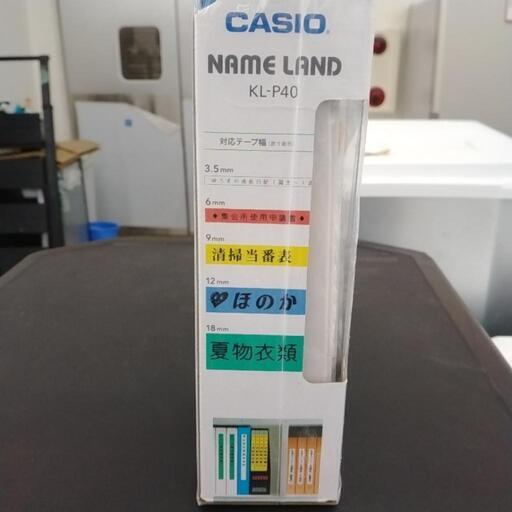 CASIO
NAME LAND
KL-P40
対応テープ幅
3.5mm
6mm
◆集会所使用申請書◆
9mm
清掃当番表
12mm
ほのか
18mm
夏物衣類